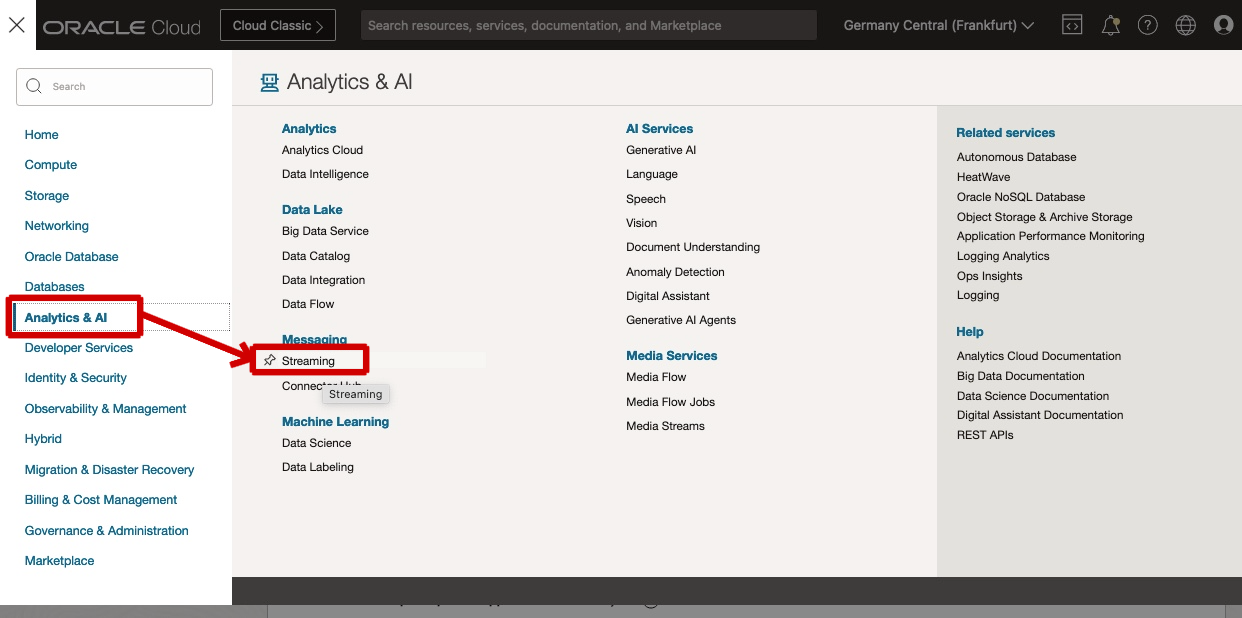 ORACLE Cloud
Cloud Classic
Search resources, services, documentation, and Marketplace
Germany Central (Frankfurt)
Search
Home
Compute
Storage
Networking
Oracle Database
Databases
Analytics & AI
Developer Services
Identity & Security
Observability & Management
Hybrid
Migration & Disaster Recovery
Billing & Cost Management
Governance & Administration
Marketplace
Analytics & AI
Analytics
Analytics Cloud
Data Intelligence
Data Lake
Big Data Service
Data Catalog
Data Integration
Data Flow
Messaging
Streaming
Connector Hub
Streaming
Machine Learning
Data Science
Data Labeling
AI Services
Generative AI
Language
Speech
Vision
Document Understanding
Anomaly Detection
Digital Assistant
Generative AI Agents
Media Services
Media Flow
Media Flow Jobs
Media Streams
Related services
Autonomous Database
HeatWave
Oracle NoSQL Database
Object Storage & Archive Storage
Application Performance Monitoring
Logging Analytics
Ops Insights
Logging
Help
Analytics Cloud Documentation
Big Data Documentation
Data Science Documentation
Digital Assistant Documentation
REST APIs